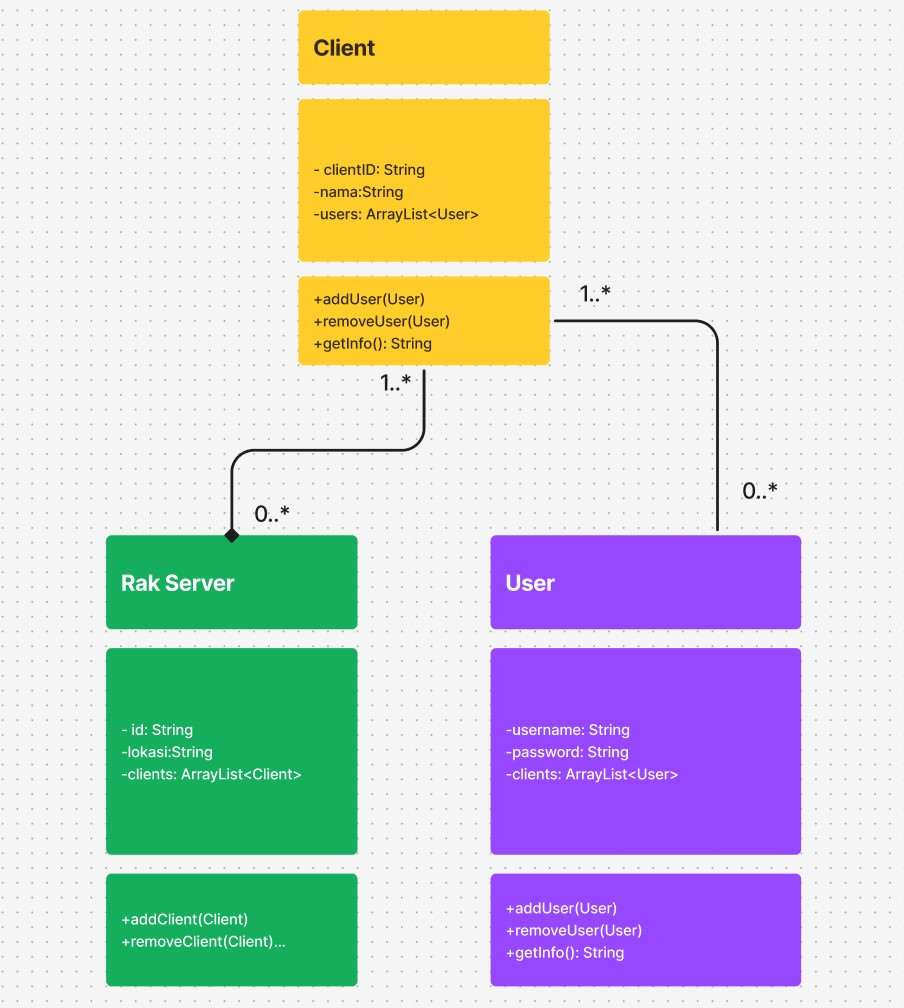 Client
- clientID: String
-nama:String
-users: ArrayList<User>
+addUser(User)
+removeUser(User)
+getInfo(): String
1..*
1..*
0..*
0..*
Rak Server
- id: String
-lokasi:String
-clients: ArrayList<Client>
+addClient(Client)
+removeClient(Client)...
User
-username: String
-password: String
-clients: ArrayList<User>
+addUser(User)
+removeUser(User)
+getInfo(): String